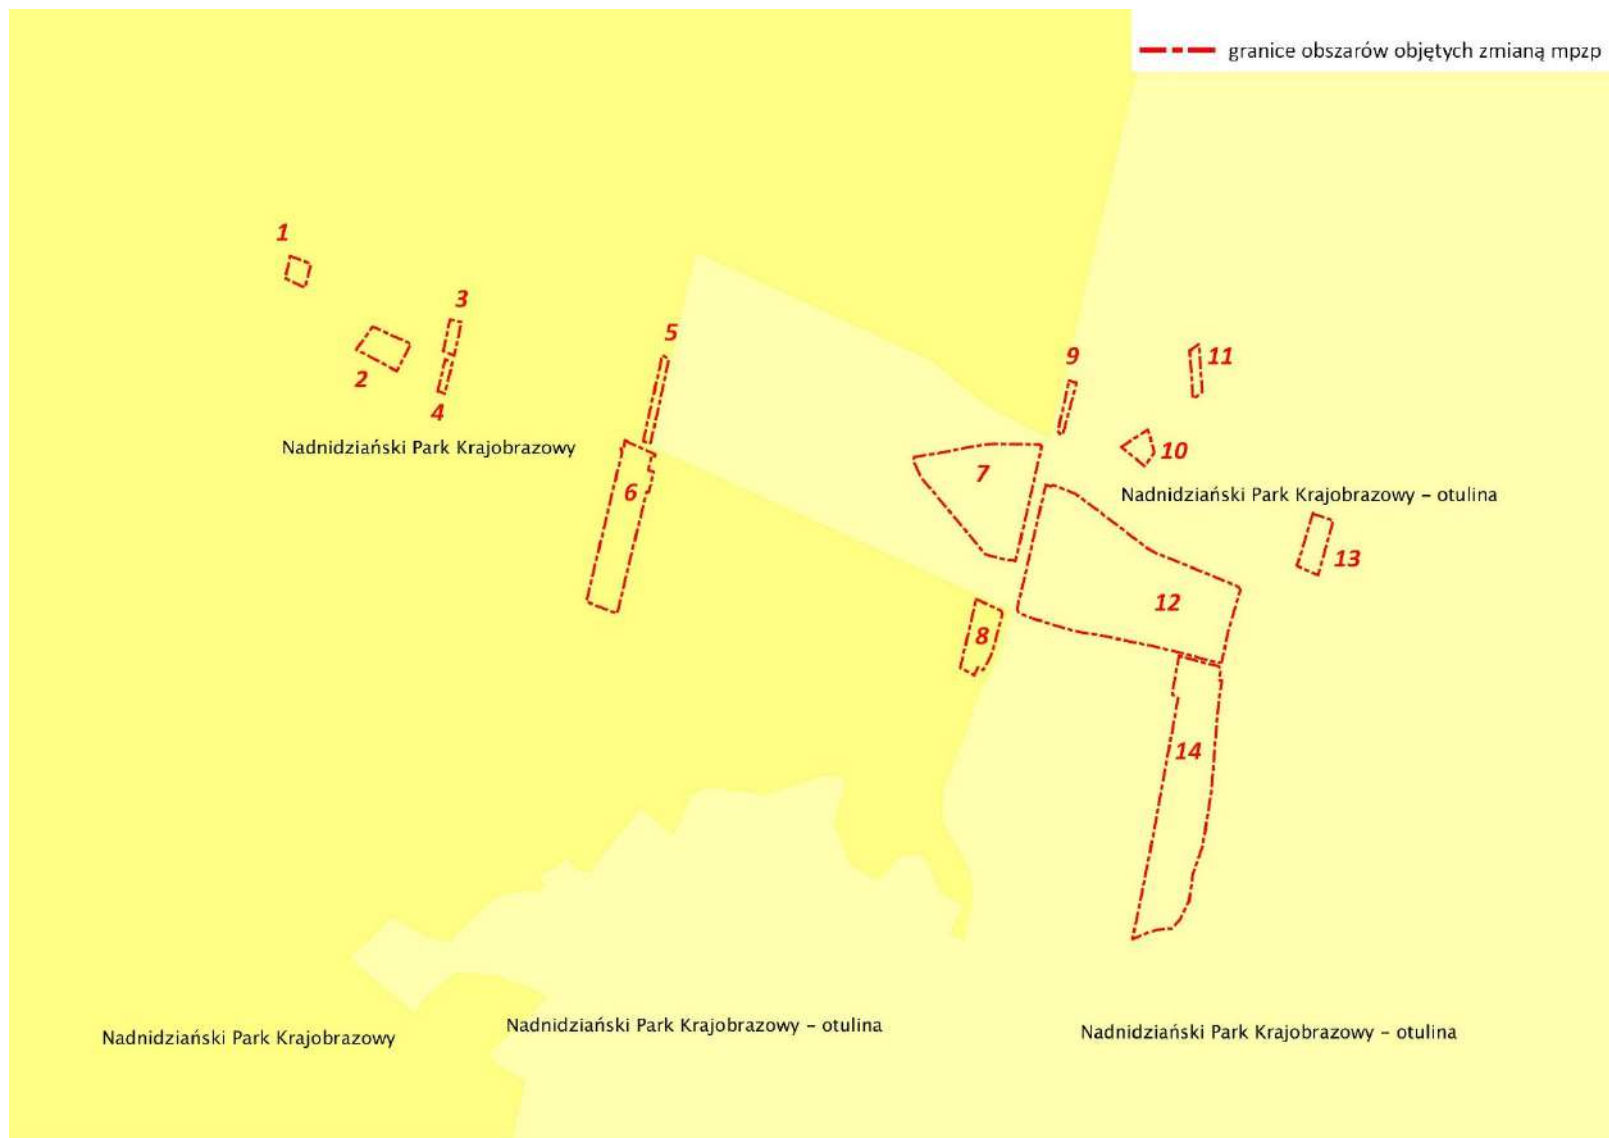 granice obszarów objętych zmianą mpzp
1
3
5
9
11
2
4
Nadnidziański Park Krajobrazowy
10
7
6
Nadnidziański Park Krajobrazowy – otulina
13
12
8
14
Nadnidziański Park Krajobrazowy
Nadnidziański Park Krajobrazowy – otulina
Nadnidziański Park Krajobrazowy – otulina